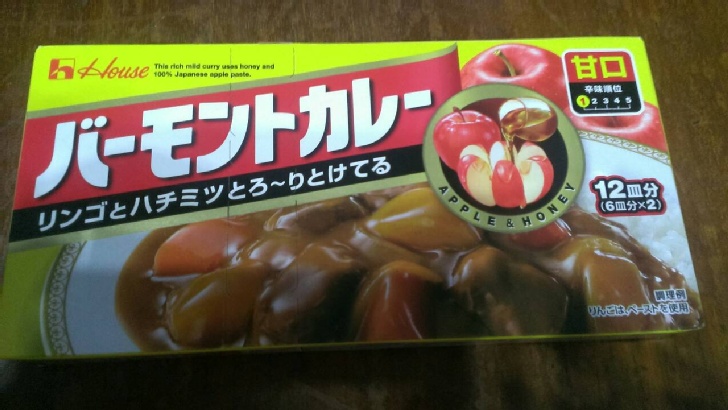 House
This rich mild curry uses honey and
100% Japanese apple paste.
バーモントカレー
リンゴとハチミツとろ〜りとけてる
甘口
辛味順位
1 2 3 4 5
APPLE & HONEY
12皿分
(6皿分×2)
調理例
りんごは、ペーストを使用